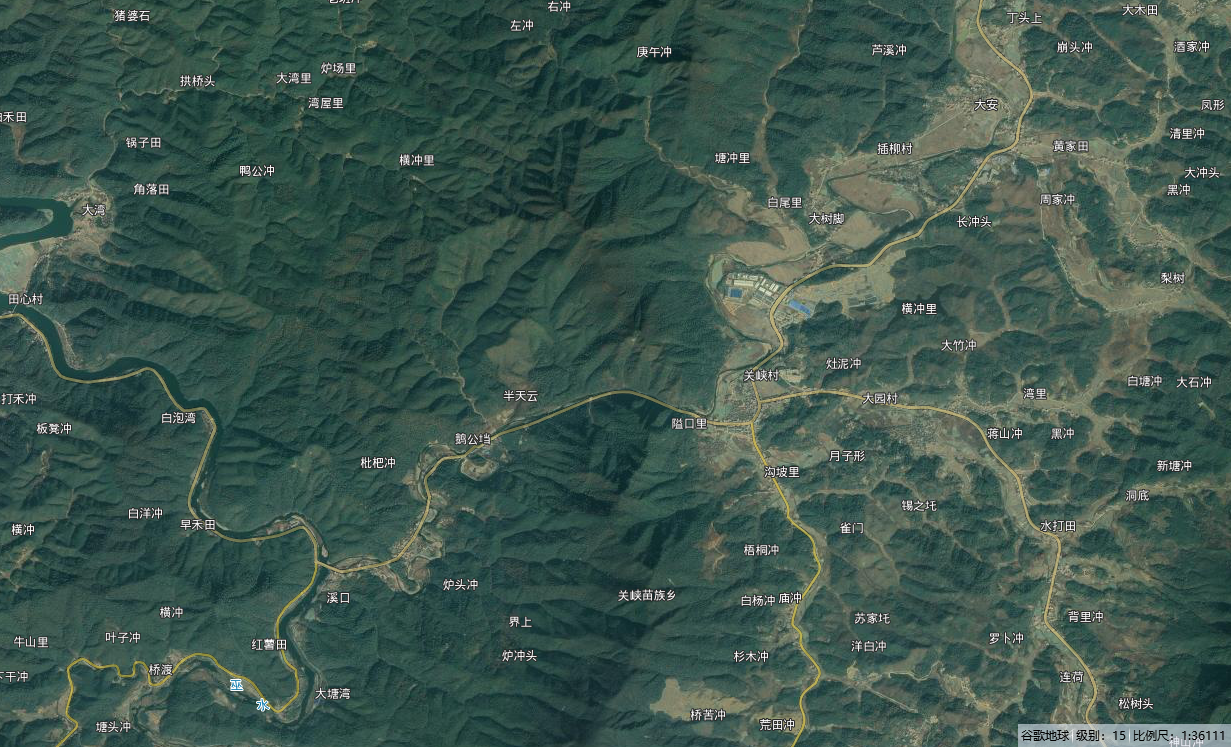 右冲
大木田
猪婆石
丁头上
左冲
崩头冲
酒家冲
庚午冲
芦溪冲
炉场里
大湾里
拱桥头
湾屋里
大安
凤形
清里冲
锅子田
黄家田
插柳村
塘冲里
横冲里
鸭公冲
大冲头
黑冲
角落田
周家冲
白尾里
大湾
大树脚
长冲头
梨树
田心村
横冲里
大竹冲
灶泥冲
关峡村
白塘冲
大石冲
湾里
半天云
打禾冲
大园村
白泡湾
隘口里
板凳冲
蒋山冲
黑冲
鹅公垱
月子形
枇杷冲
新塘冲
沟坡里
洞底
锡之圫
白洋冲
早禾田
水打田
横冲
雀门
梧桐冲
炉头冲
关峡苗族乡
溪口
白杨冲
庙冲
横冲
苏家圫
背里冲
界上
叶子冲
罗卜冲
牛山里
红薯田
洋白冲
炉冲头
杉木冲
桥渡
下干冲
连荷
巫
水
大塘湾
松树头
桥苦冲
塘头冲
荒田冲
谷歌地球 级别：15 比例尺：1:36111